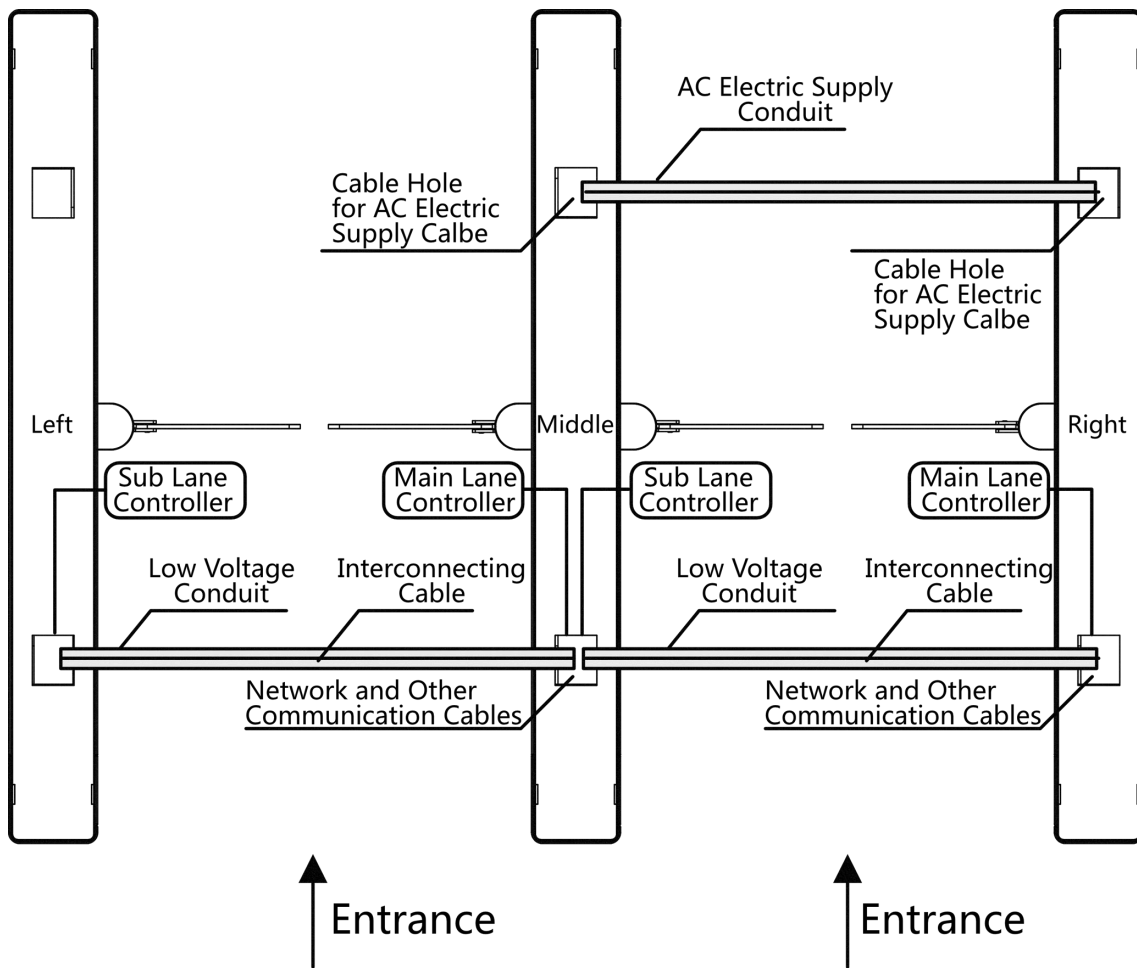 AC Electric Supply
Conduit
Cable Hole
for AC Electric
Supply Calbe
Cable Hole
for AC Electric
Supply Calbe
Left
Middle
Right
Sub Lane
Controller
Main Lane
Controller
Sub Lane
Controller
Main Lane
Controller
Low Voltage
Conduit
Interconnecting
Cable
Low Voltage
Conduit
Interconnecting
Cable
Network and Other
Communication Cables
Network and Other
Communication Cables
Entrance
Entrance